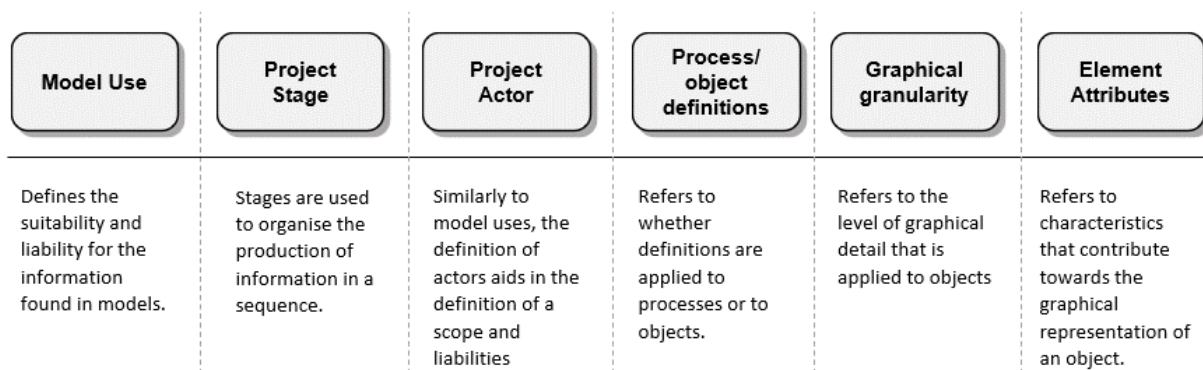 Model Use
Project
Stage
Project
Actor
Process/
object
definitions
Graphical
granularity
Element
Attributes
Defines the
suitability and
liability for the
information
found in models.
Stages are used
to organise the
production of
information in a
sequence.
Similarly to
model uses, the
definition of
actors aids in the
definition of a
scope and
liabilities
Refers to
whether
definitions are
applied to
processes or to
objects.
Refers to the
level of graphical
detail that is
applied to objects
Refers to
characteristics
that contribute
towards the
graphical
representation of
an object.